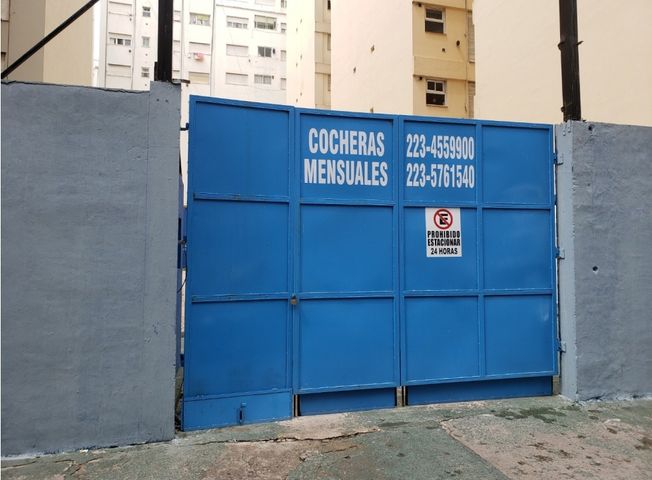 COCHERAS
MENSUALES
223-4559900
223-5761540
E
PROHIBIDO
ESTACIONAR
24 HORAS